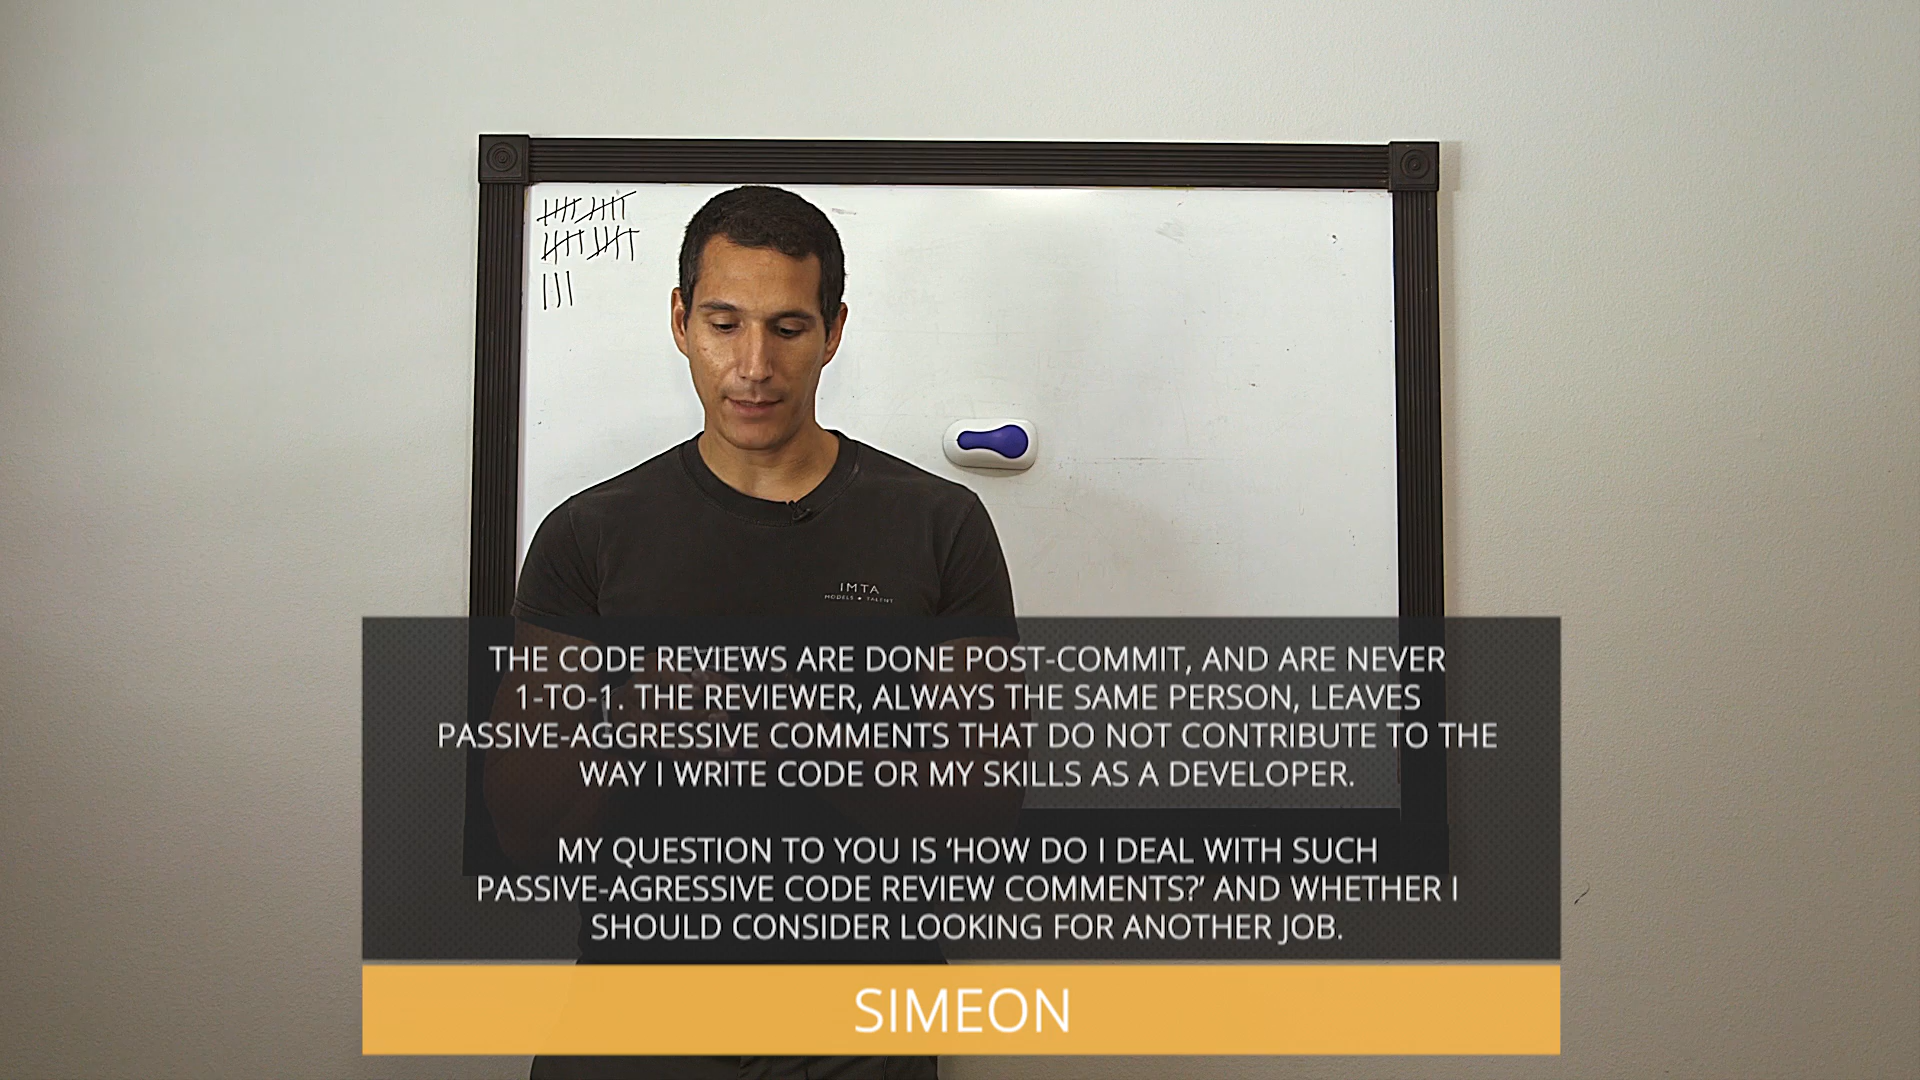 IMTA
MODELS • TALENT
THE CODE REVIEWS ARE DONE POST-COMMIT, AND ARE NEVER
1-TO-1. THE REVIEWER, ALWAYS THE SAME PERSON, LEAVES
PASSIVE-AGGRESSIVE COMMENTS THAT DO NOT CONTRIBUTE TO THE
WAY I WRITE CODE OR MY SKILLS AS A DEVELOPER.
MY QUESTION TO YOU IS ‘HOW DO I DEAL WITH SUCH
PASSIVE-AGRESSIVE CODE REVIEW COMMENTS?’ AND WHETHER I
SHOULD CONSIDER LOOKING FOR ANOTHER JOB.
SIMEON